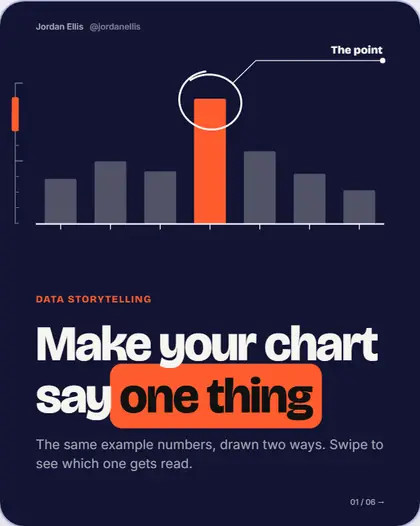 Jordan Ellis @jordanellis
The point
DATA STORYTELLING
Make your chart
say one thing
The same example numbers, drawn two ways. Swipe to
see which one gets read.
01 / 06 →